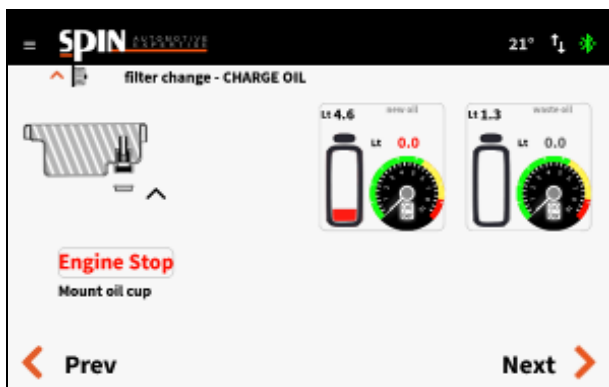 SPIN AUTOMOTIVE EXPERTISE
21°
filter change - CHARGE OIL
Lt 4.6 new oil
Lt 0.0
Lt 1.3 waste oil
Lt 0.0
Engine Stop
Mount oil cup
Prev
Next